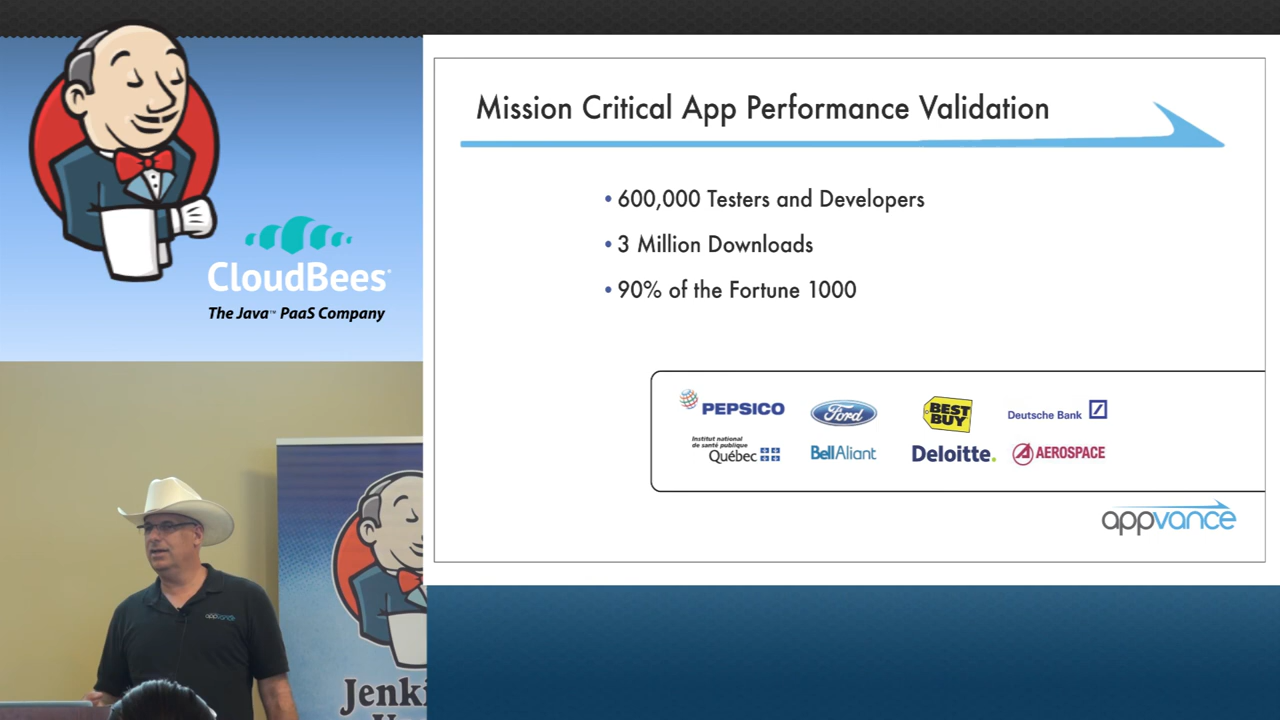 CloudBees
The Java™ PaaS Company
Mission Critical App Performance Validation
• 600,000 Testers and Developers
• 3 Million Downloads
• 90% of the Fortune 1000
PEPSICO
Ford
BEST BUY
Deutsche Bank
Institut national
de santé publique
Québec
BellAliant
Deloitte.
AEROSPACE
appvance
appvance
Jenki